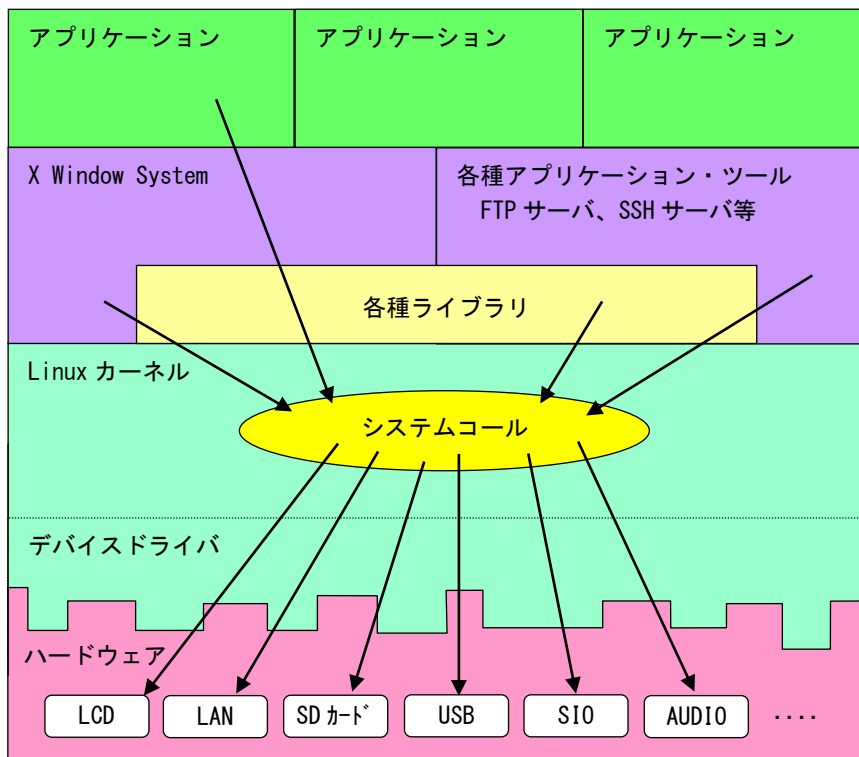 アプリケーション
アプリケーション
アプリケーション
X Window System
各種アプリケーション・ツール
FTP サーバ、SSH サーバ等
各種ライブラリ
Linux カーネル
システムコール
デバイスドライバ
ハードウェア
LCD
LAN
SD ｶｰﾄﾞ
USB
SIO
AUDIO
････